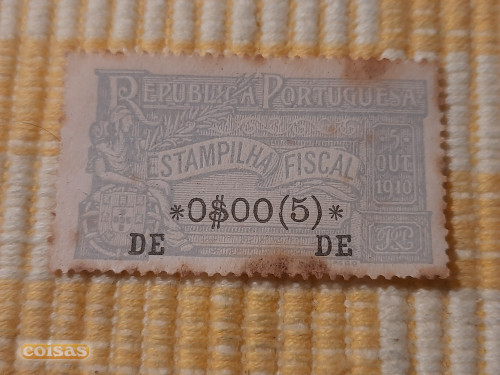 REPUBLICA PORTUGUESA
ESTAMPILHA FISCAL
5 OUT. 1910
*0$00(5)*
DE DE
coisas